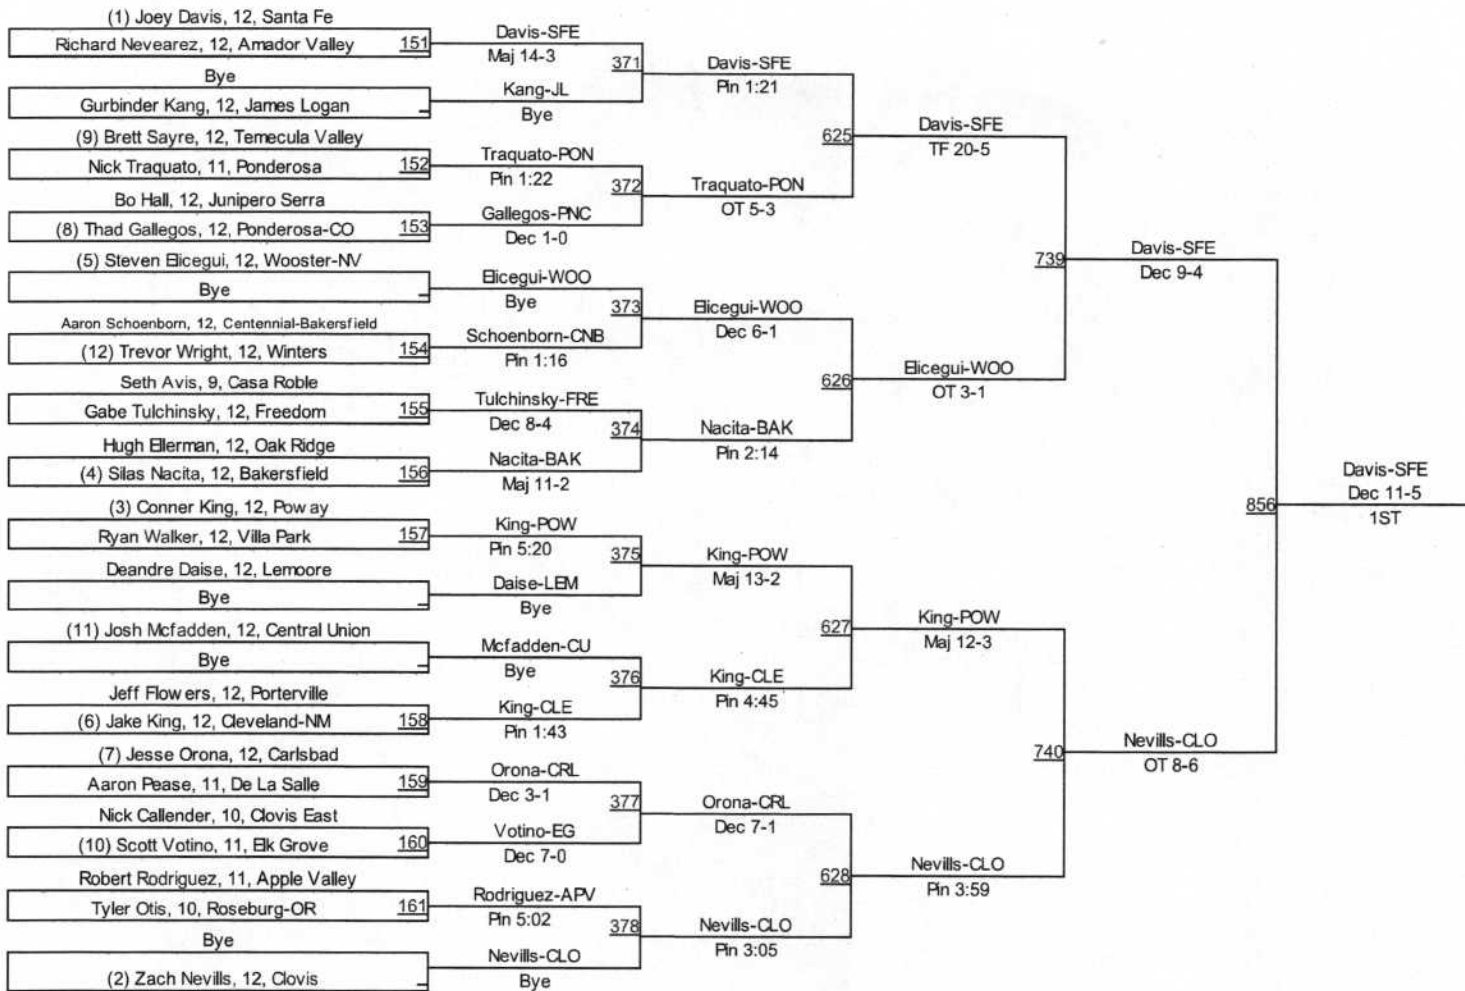 (1) Joey Davis, 12, Santa Fe
Richard Nevearez, 12, Amador Valley 151
Bye
Gurbinder Kang, 12, James Logan
(9) Brett Sayre, 12, Temecula Valley
Nick Traquato, 11, Ponderosa 152
Bo Hall, 12, Junipero Serra
(8) Thad Gallegos, 12, Ponderosa-CO 153
(5) Steven Elicegui, 12, Wooster-NV
Bye
Aaron Schoenborn, 12, Centennial-Bakersfield
(12) Trevor Wright, 12, Winters 154
Seth Avis, 9, Casa Roble
Gabe Tulchinsky, 12, Freedom 155
Hugh Ellerman, 12, Oak Ridge
(4) Silas Nacita, 12, Bakersfield 156
(3) Conner King, 12, Poway
Ryan Walker, 12, Villa Park 157
Deandre Daise, 12, Lemoore
Bye
(11) Josh Mcfadden, 12, Central Union
Bye
Jeff Flowers, 12, Porterville
(6) Jake King, 12, Cleveland-NM 158
(7) Jesse Orona, 12, Carlsbad
Aaron Pease, 11, De La Salle 159
Nick Callender, 10, Clovis East
(10) Scott Votino, 11, Elk Grove 160
Robert Rodriguez, 11, Apple Valley
Tyler Otis, 10, Roseburg-OR 161
Bye
(2) Zach Nevills, 12, Clovis
Davis-SFE
Maj 14-3
371
Kang-JL
Bye
Traquato-PON
Pin 1:22
372
Gallegos-PNC
Dec 1-0
Elicegui-WOO
Bye
373
Schoenborn-CNB
Pin 1:16
Tulchinsky-FRE
Dec 8-4
374
Nacita-BAK
Maj 11-2
King-POW
Pin 5:20
375
Daise-LEM
Bye
Mcfadden-CU
Bye
376
King-CLE
Pin 1:43
Orona-CRL
Dec 3-1
377
Votino-EG
Dec 7-0
Rodriguez-APV
Pin 5:02
378
Nevills-CLO
Bye
Davis-SFE
Pin 1:21
625
Traquato-PON
OT 5-3
Elicegui-WOO
Dec 6-1
626
Nacita-BAK
Pin 2:14
King-POW
Maj 13-2
627
King-CLE
Pin 4:45
Orona-CRL
Dec 7-1
628
Nevills-CLO
Pin 3:05
Davis-SFE
TF 20-5
739
Elicegui-WOO
OT 3-1
King-POW
Maj 12-3
740
Nevills-CLO
Pin 3:59
Davis-SFE
Dec 9-4
856
Nevills-CLO
OT 8-6
Davis-SFE
Dec 11-5
1ST